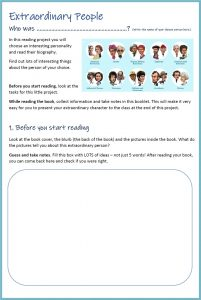 Extraordinary People
Who was ...............................................? (Write the name of your chosen person here.)
In this reading project you will
choose an interesting personality
and read their biography.
Find out lots of interesting things
about the person of your choice.
Before you start reading, look at the
tasks for this little project.
While reading the book, collect information and take notes in this booklet. This will make it very
easy for you to present your extraordinary character to the class at the end of this project.
1. Before you start reading
Look at the book cover, the blurb (the back of the book) and the pictures inside the book. What do
the pictures tell you about this extraordinary person?
Guess and take notes. Fill this box with LOTS of ideas – not just 5 words! After reading your book,
you can come back here and check if you were right.